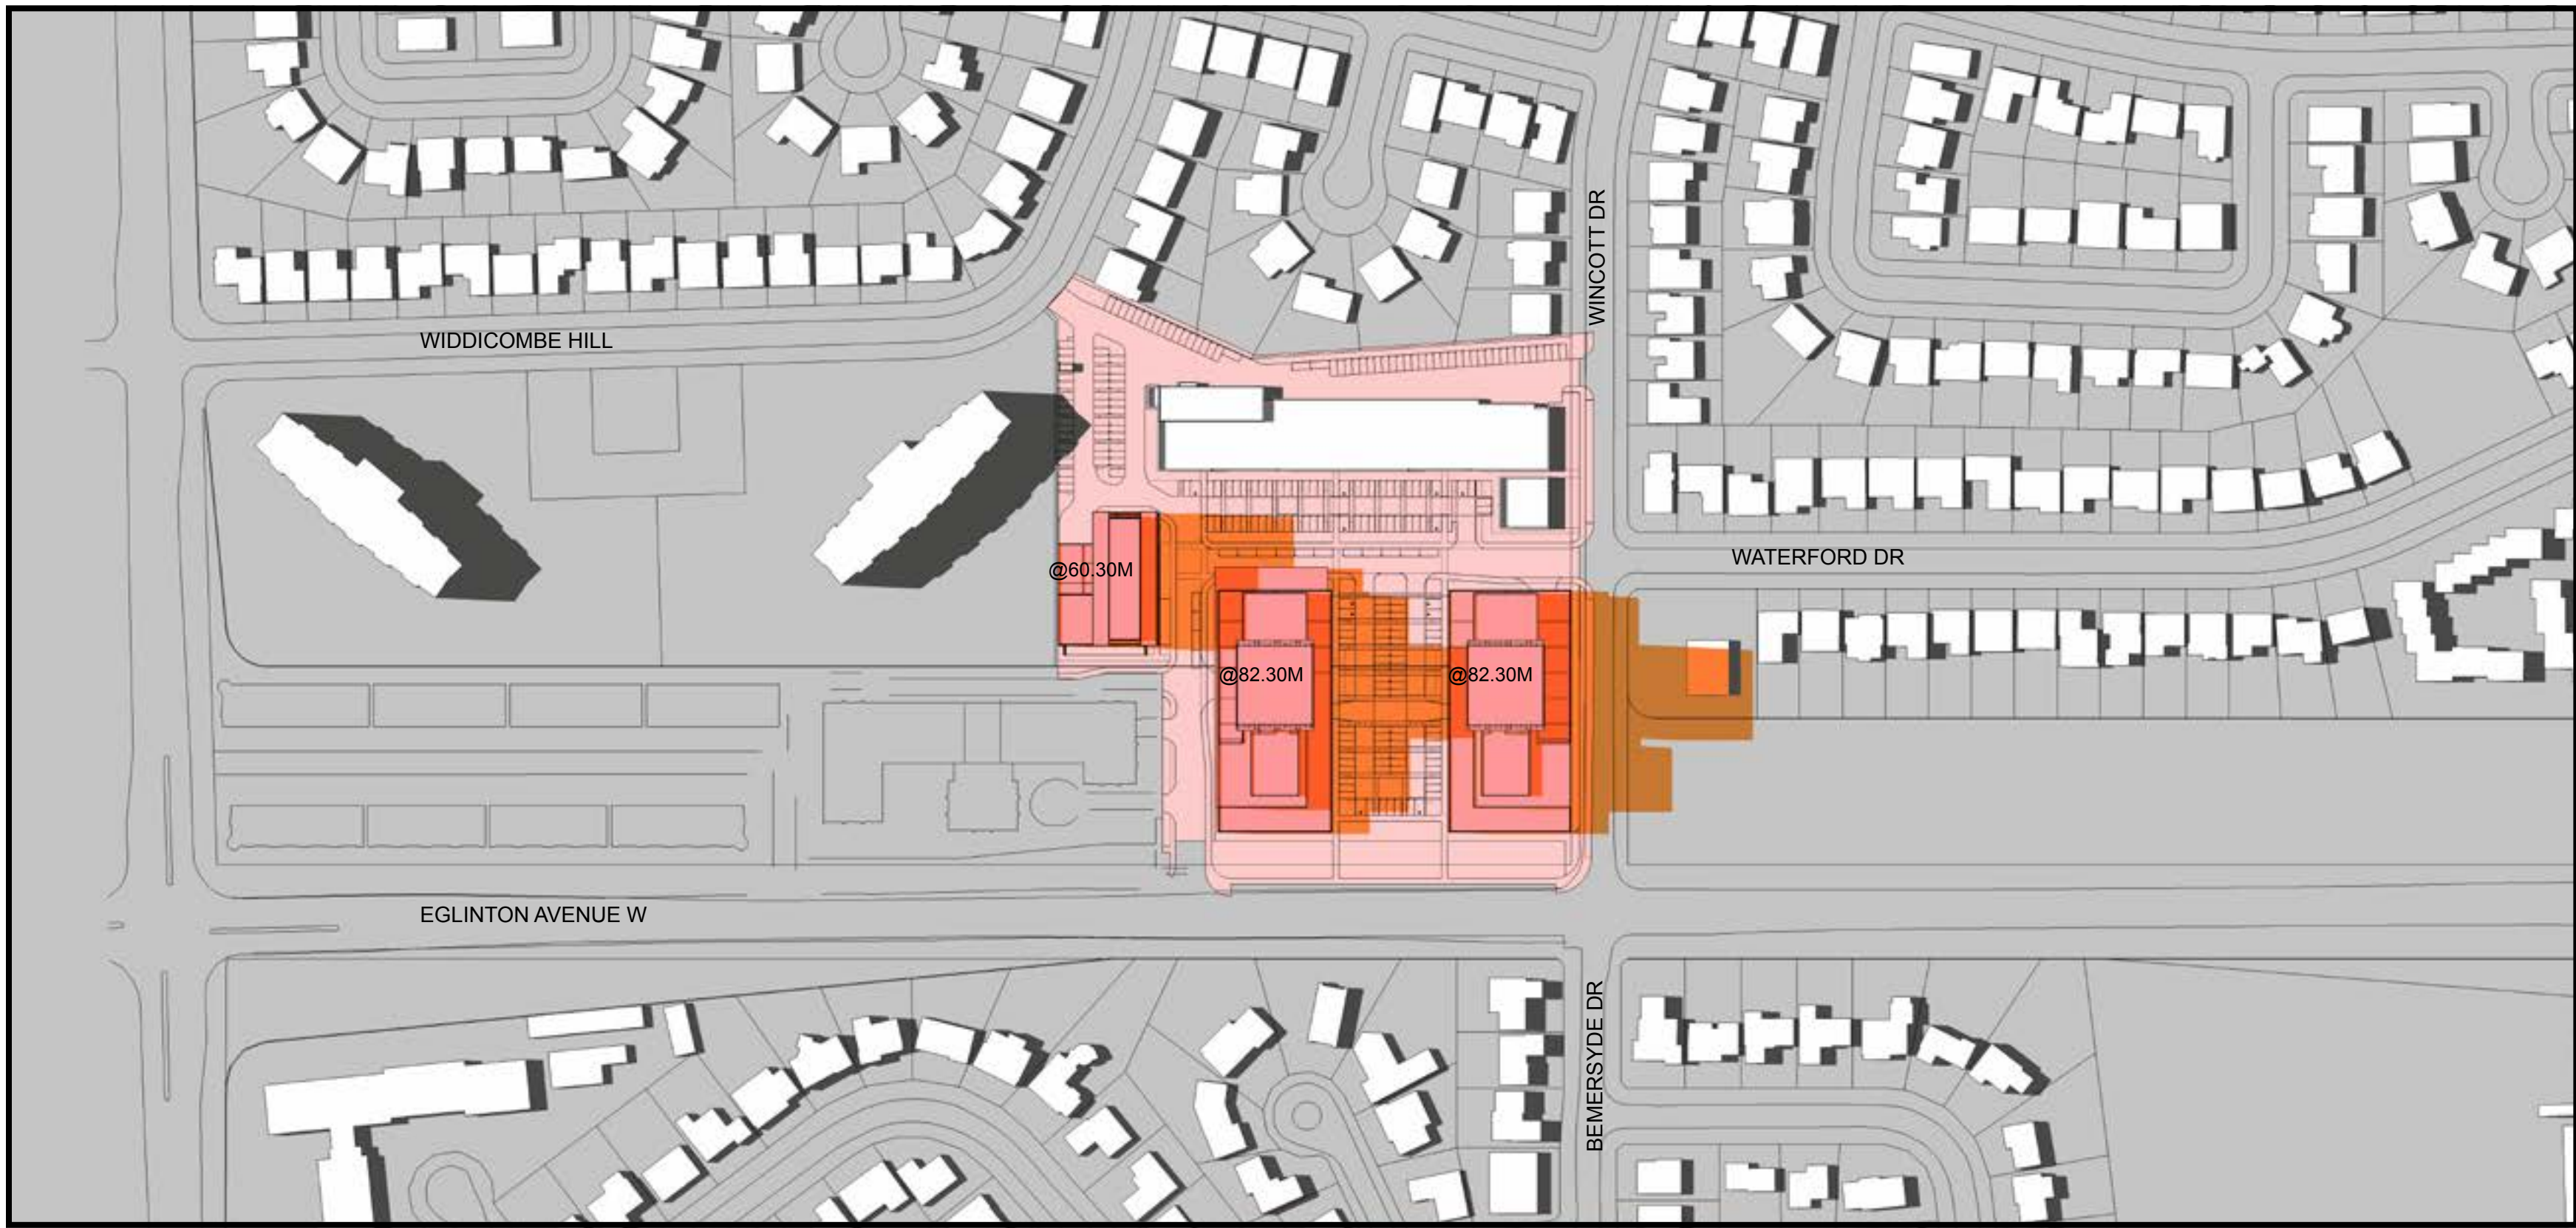 WINCOTT DR
WIDDICOMBE HILL
WATERFORD DR
@60.30M
@82.30M
@82.30M
EGLINTON AVENUE W
BEMERSYDE DR